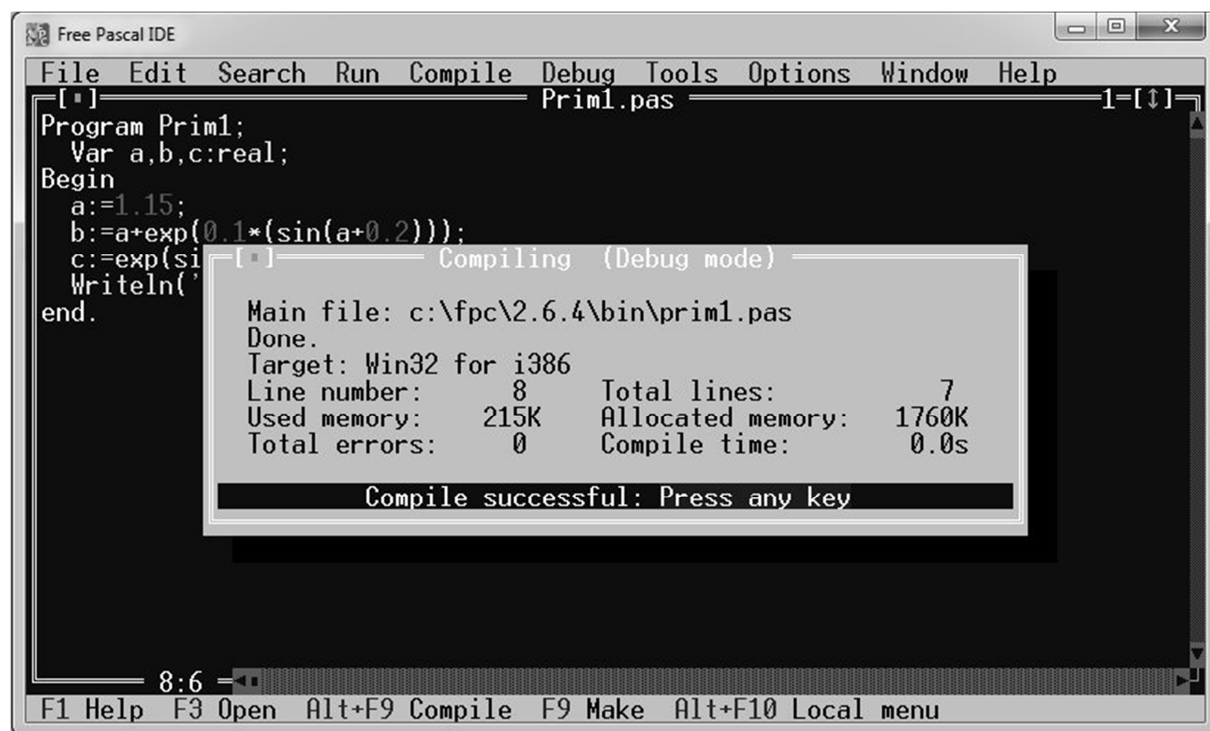 Free Pascal IDE
File Edit Search Run Compile Debug Tools Options Window Help
Prim1.pas 1=[↕]
Program Prim1;
Var a,b,c:real;
Begin
a:=1.15;
b:=a+exp(0.1*(sin(a+0.2)));
c:=exp(si
Writeln('
end.
Compiling (Debug mode)
Main file: c:\fpc\2.6.4\bin\prim1.pas
Done.
Target: Win32 for i386
Line number: 8 Total lines: 7
Used memory: 215K Allocated memory: 1760K
Total errors: 0 Compile time: 0.0s
Compile successful: Press any key
8:6
F1 Help F3 Open Alt+F9 Compile F9 Make Alt+F10 Local menu